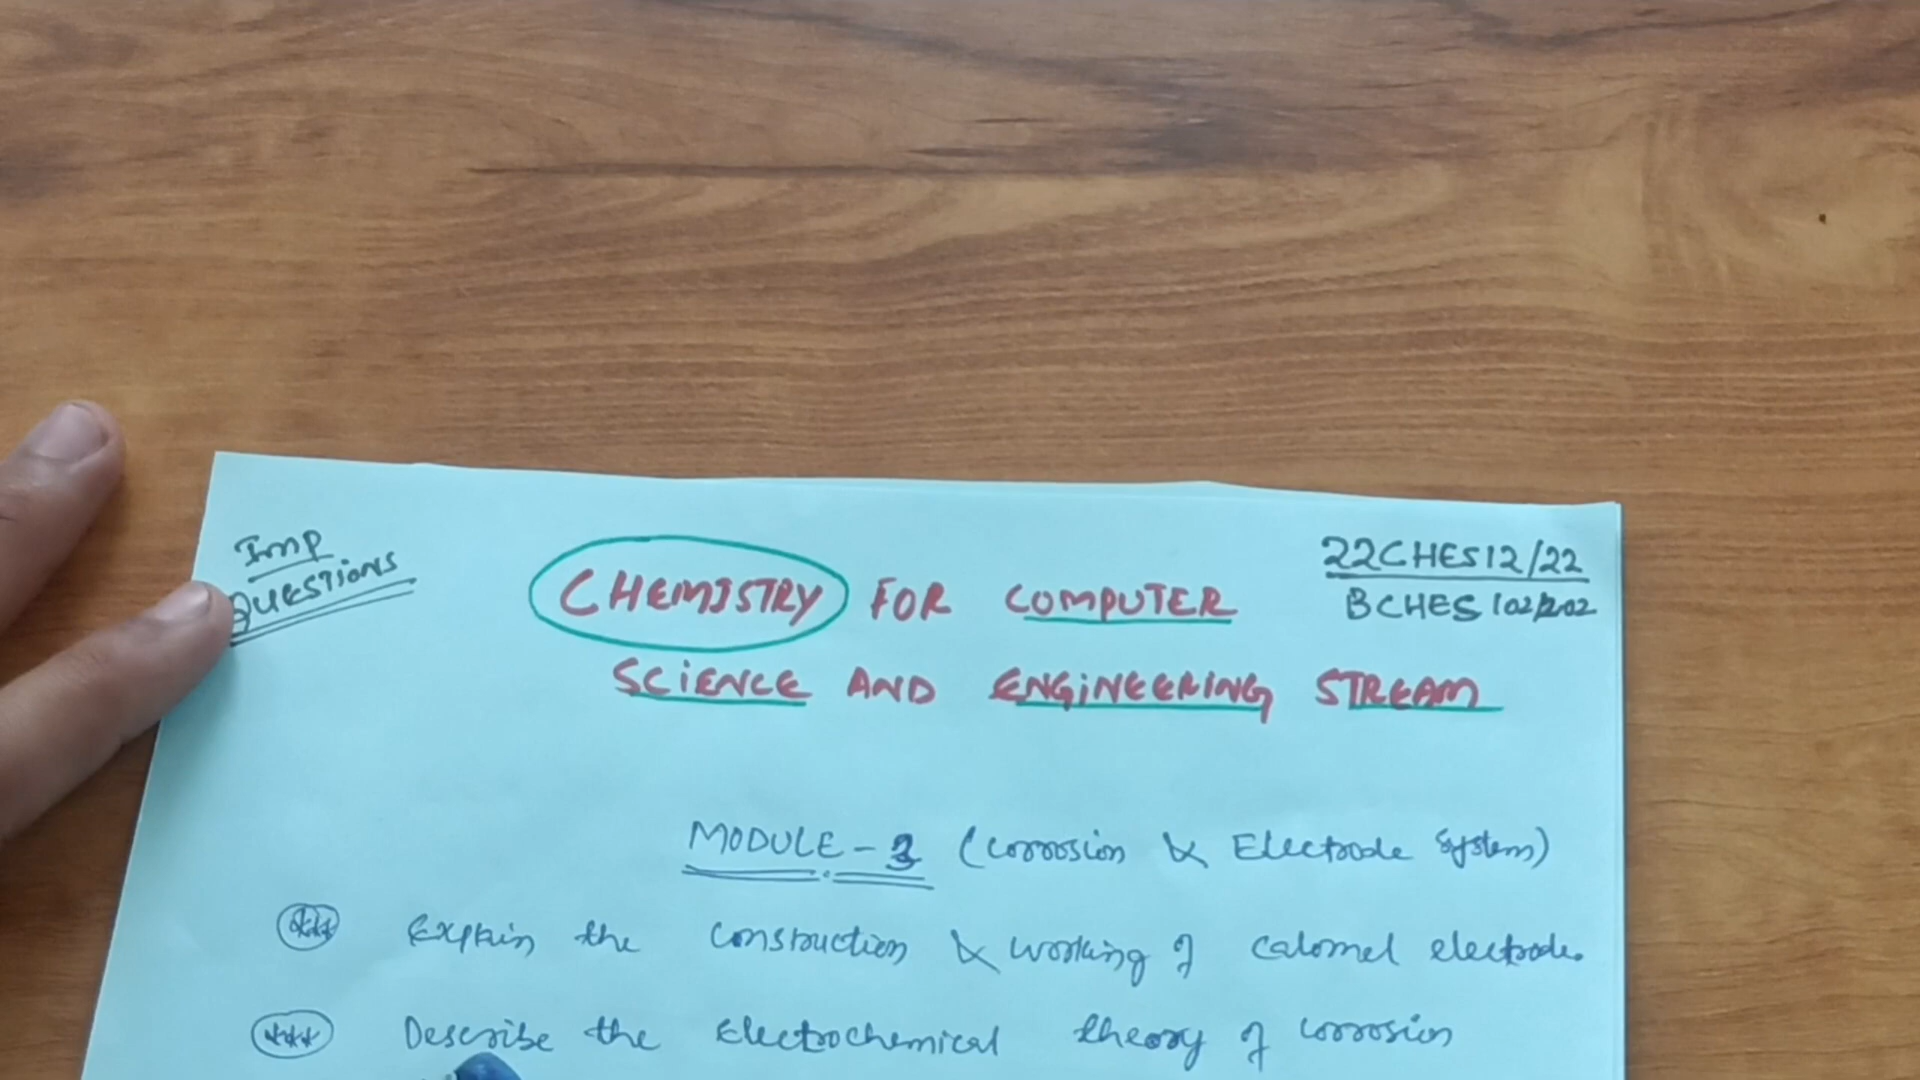 Imp
QUESTIONS
CHEMISTRY FOR COMPUTER
SCIENCE AND ENGINEERING STREAM
22CHES12/22
BCHES102/202
MODULE-3 (Corrosion & Electrode System)
*** Explain the construction & working of calomel electrode.
*** Describe the Electrochemical theory of corrosion